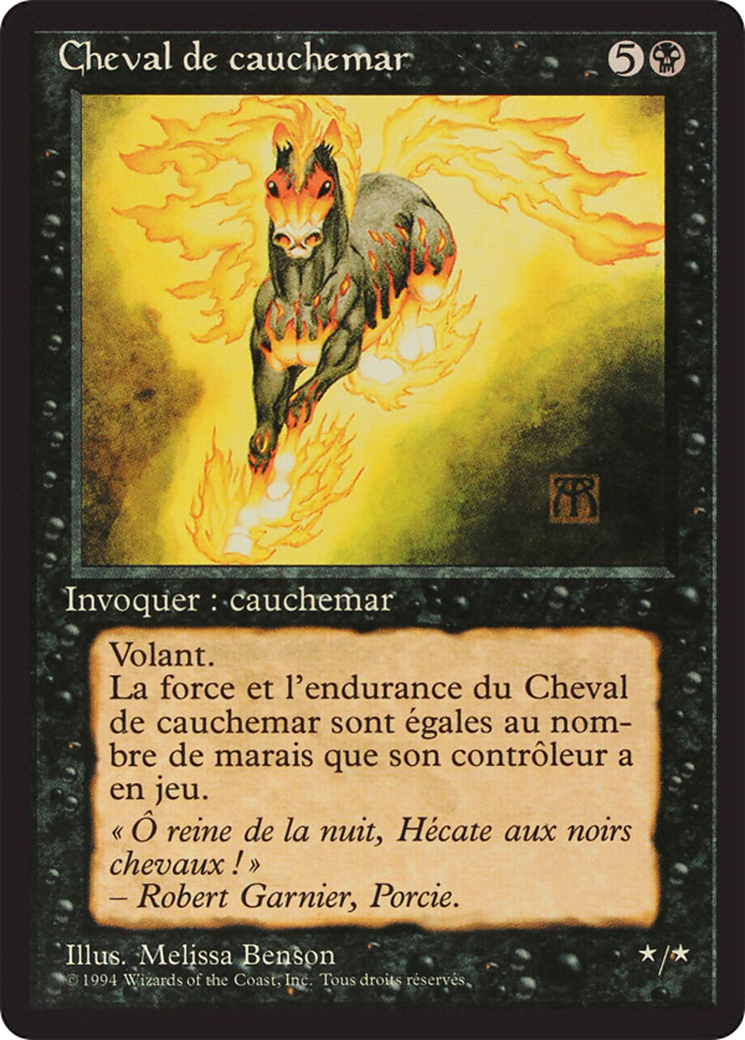 Cheval de cauchemar 5
Invoquer : cauchemar
Volant.
La force et l'endurance du Cheval
de cauchemar sont égales au nom-
bre de marais que son contrôleur a
en jeu.
« Ô reine de la nuit, Hécate aux noirs
chevaux ! »
– Robert Garnier, Porcie.
Illus. Melissa Benson
★/★
© 1994 Wizards of the Coast, Inc. Tous droits réservés.